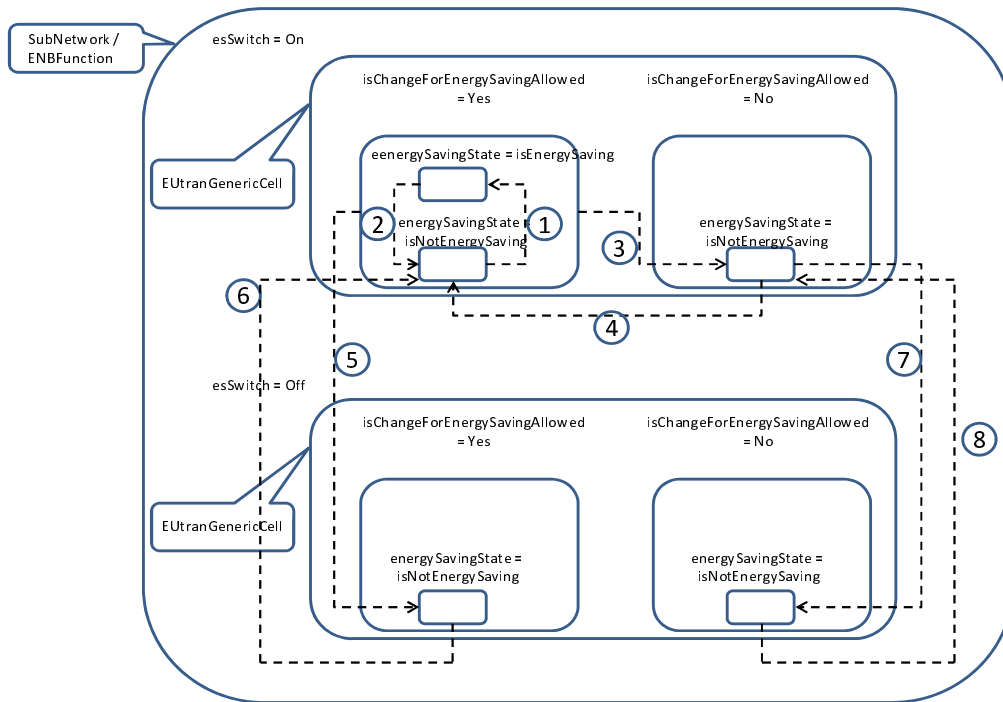 SubNetwork /
ENBFunction
esSwitch = On
isChangeForEnergySavingAllowed
= Yes
isChangeForEnergySavingAllowed
= No
EUtranGenericCell
eenergySavingState = isEnergySaving
2
energySavingState =
isNotEnergySaving
1
3
energySavingState =
isNotEnergySaving
6
4
5
7
esSwitch = Off
isChangeForEnergySavingAllowed
= Yes
isChangeForEnergySavingAllowed
= No
8
EUtranGenericCell
energySavingState =
isNotEnergySaving
energySavingState =
isNotEnergySaving